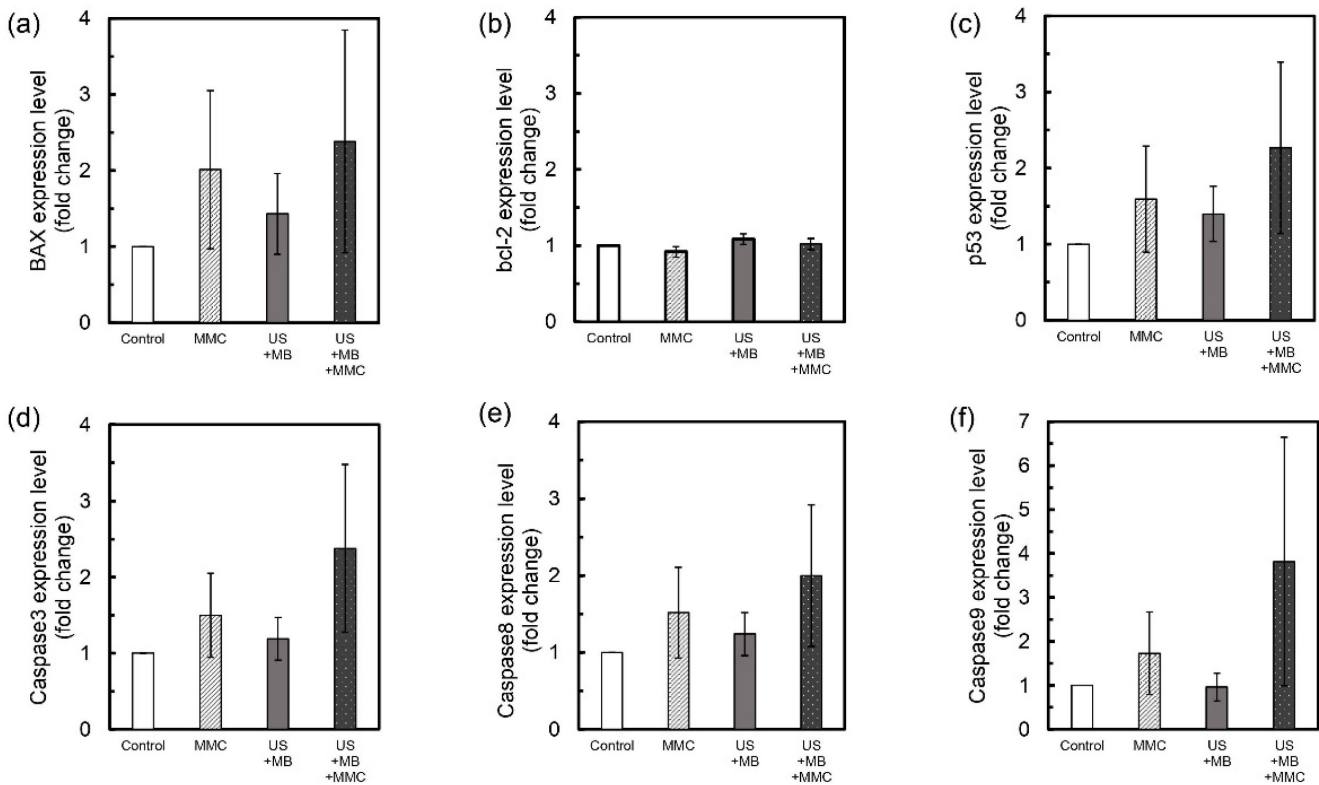 (a)
BAX expression level
(fold change)
4
3
2
1
0
Control
MMC
US
+MB
US
+MB
+MMC
(b)
bcl-2 expression level
(fold change)
4
3
2
1
0
Control
MMC
US
+MB
US
+MB
+MMC
(c)
p53 expression level
(fold change)
4
3
2
1
0
Control
MMC
US
+MB
US
+MB
+MMC
(d)
Caspase3 expression level
(fold change)
4
3
2
1
0
Control
MMC
US
+MB
US
+MB
+MMC
(e)
Caspase8 expression level
(fold change)
4
3
2
1
0
Control
MMC
US
+MB
US
+MB
+MMC
(f)
Caspase9 expression level
(fold change)
7
6
5
4
3
2
1
0
Control
MMC
US
+MB
US
+MB
+MMC